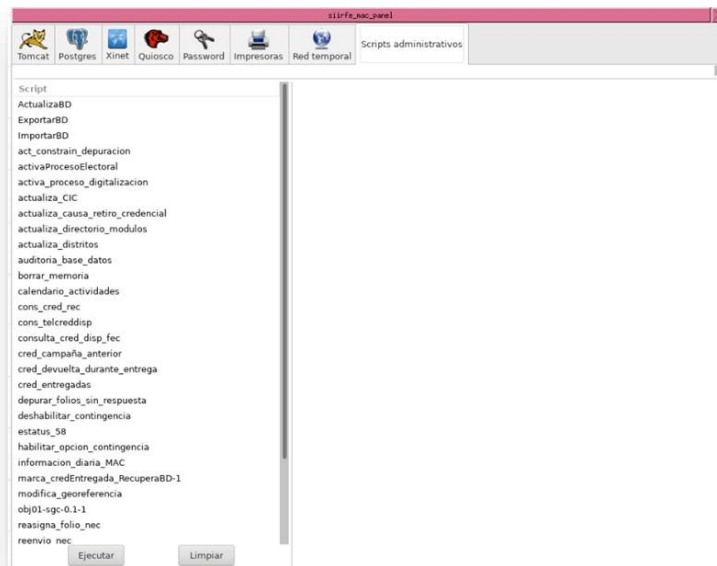 siirfe_mac_panel
Tomcat Postgres Xinet Quiosco Password Impresoras Red temporal Scripts administrativos
Script
ActualizaBD
ExportarBD
ImportarBD
act_constrain_depuracion
activaProcesoElectoral
activa_proceso_digitalizacion
actualiza_CIC
actualiza_causa_retiro_credencial
actualiza_directorio_modulos
actualiza_distritos
auditoria_base_datos
borrar_memoria
calendario_actividades
cons_cred_rec
cons_telcreddisp
consulta_cred_disp_fec
cred_campaña_anterior
cred_devuelta_durante_entrega
cred_entregadas
depurar_folios_sin_respuesta
deshabilitar_contingencia
estatus_58
habilitar_opcion_contingencia
informacion_diaria_MAC
marca_credEntregada_RecuperaBD-1
modifica_georeferencia
obj01-sgc-0.1-1
reasigna_folio_nec
reenvio_nec
Ejecutar Limpiar